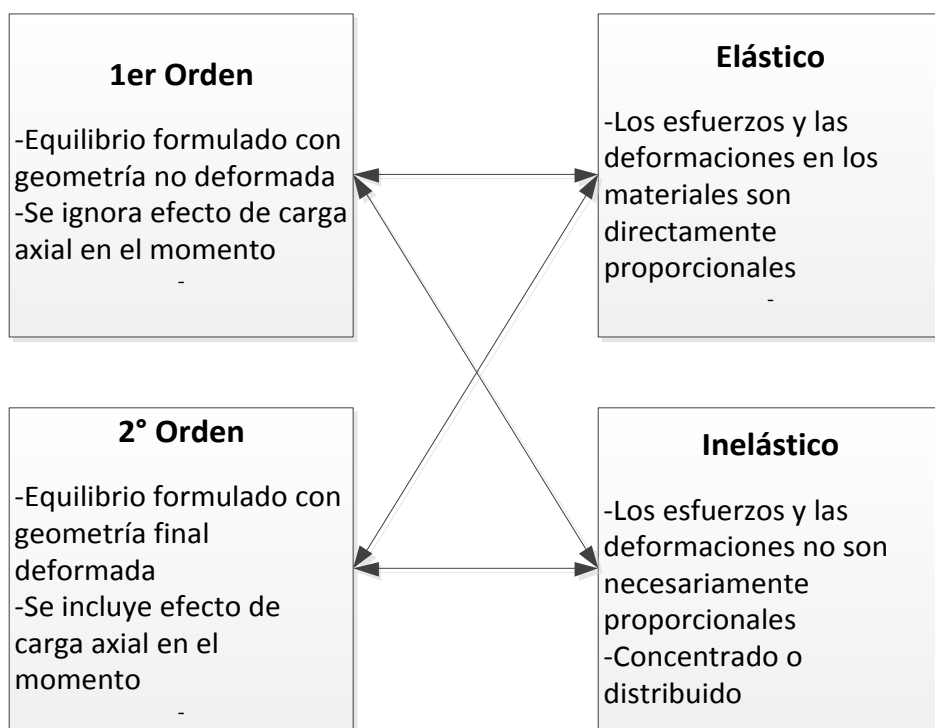 1er Orden
-Equilibrio formulado con
geometría no deformada
-Se ignora efecto de carga
axial en el momento
-
Elástico
-Los esfuerzos y las
deformaciones en los
materiales son
directamente
proporcionales
-
2° Orden
-Equilibrio formulado con
geometría final
deformada
-Se incluye efecto de
carga axial en el
momento
-
Inelástico
-Los esfuerzos y las
deformaciones no son
necesariamente
proporcionales
-Concentrado o
distribuido